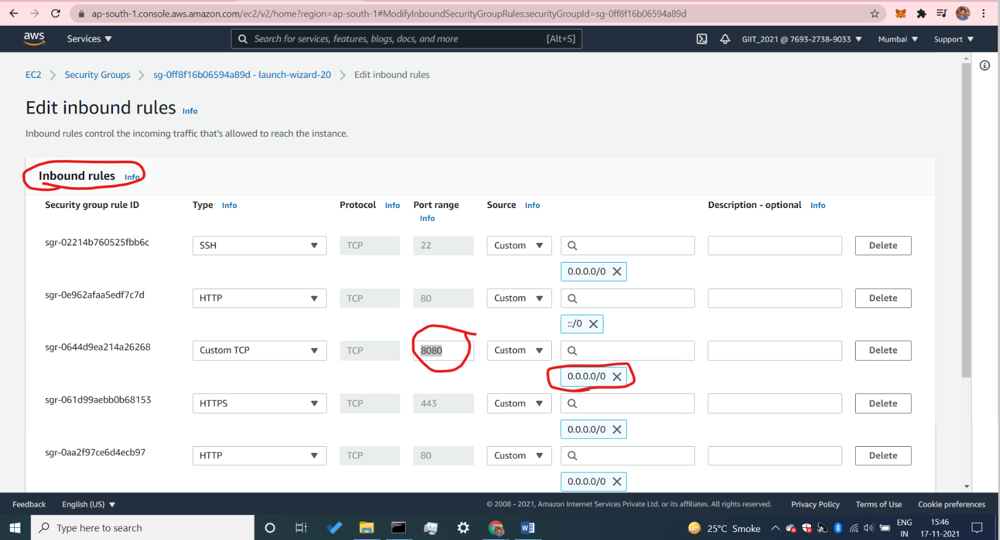 ap-south-1.console.aws.amazon.com/ec2/v2/home?region=ap-south-1#ModifyInboundSecurityGroupRules:securityGroupId=sg-0ff8f16b06594a89d
aws Services Search for services, features, blogs, docs, and more [Alt+S] GIIT_2021 @ 7693-2738-9033 Mumbai Support
EC2 Security Groups sg-0ff8f16b06594a89d - launch-wizard-20 Edit inbound rules
Edit inbound rules Info
Inbound rules control the incoming traffic that's allowed to reach the instance.
Inbound rules Info
Security group rule ID Type Info Protocol Info Port range Source Info Description - optional Info
Info
sgr-02214b760525fbb6c SSH TCP 22 Custom Delete
0.0.0.0/0
sgr-0e962afaa5edf7c7d HTTP TCP 80 Custom Delete
::/0
sgr-0644d9ea214a26268 Custom TCP TCP 8080 Custom Delete
0.0.0.0/0
sgr-061d99aebb0b68153 HTTPS TCP 443 Custom Delete
0.0.0.0/0
sgr-0aa2f97ce6d4ecb97 HTTP TCP 80 Custom Delete
0.0.0.0/0
Feedback English (US) © 2008 - 2021, Amazon Internet Services Private Ltd. or its affiliates. All rights reserved. Privacy Policy Terms of Use Cookie preferences
Type here to search 25°C Smoke ENG 15:46
IN 17-11-2021